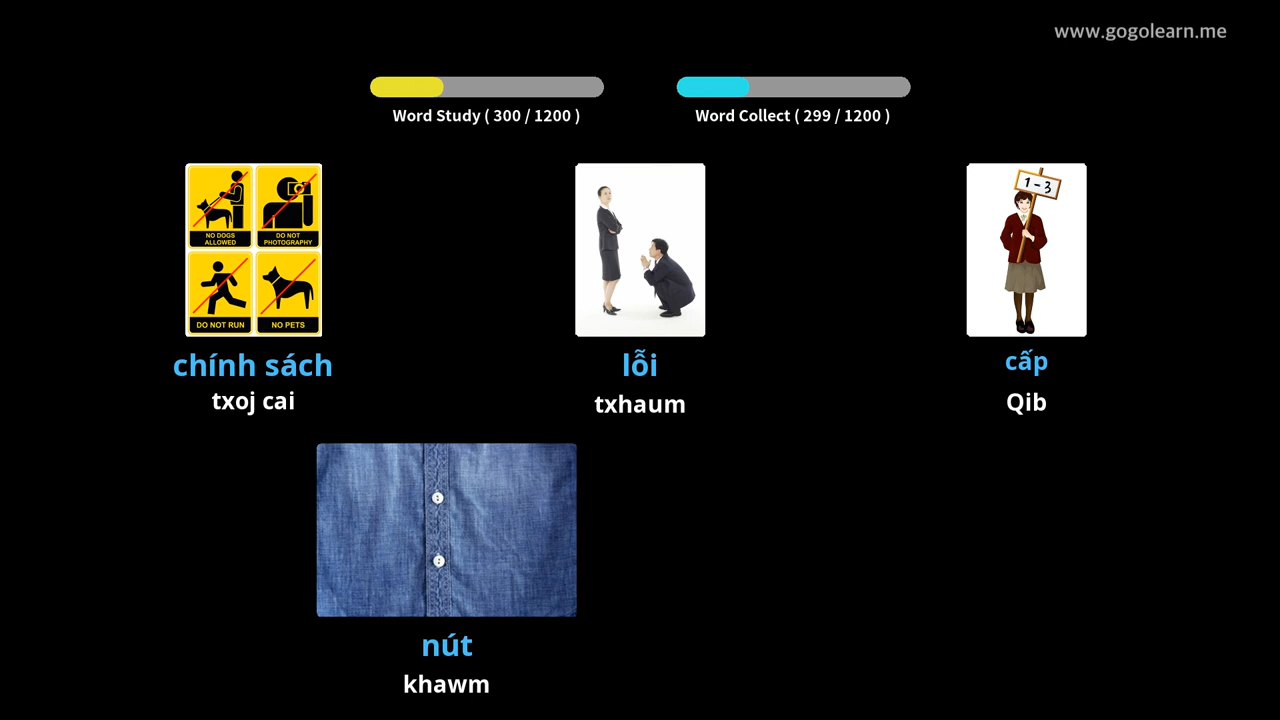 www.gogolearn.me
Word Study ( 300 / 1200 )
Word Collect ( 299 / 1200 )
NO DOGS
ALLOWED
DO NOT
PHOTOGRAPHY
DO NOT RUN
NO PETS
1-3
chính sách
txoj cai
lỗi
txhaum
cấp
Qib
nút
khawm